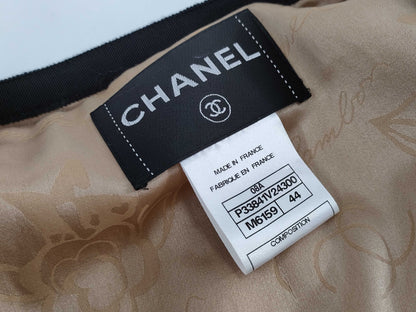 CHANEL
MADE IN FRANCE
FABRIQUE EN FRANCE
08A
P33841V24300
M6159 44
COMPOSITION